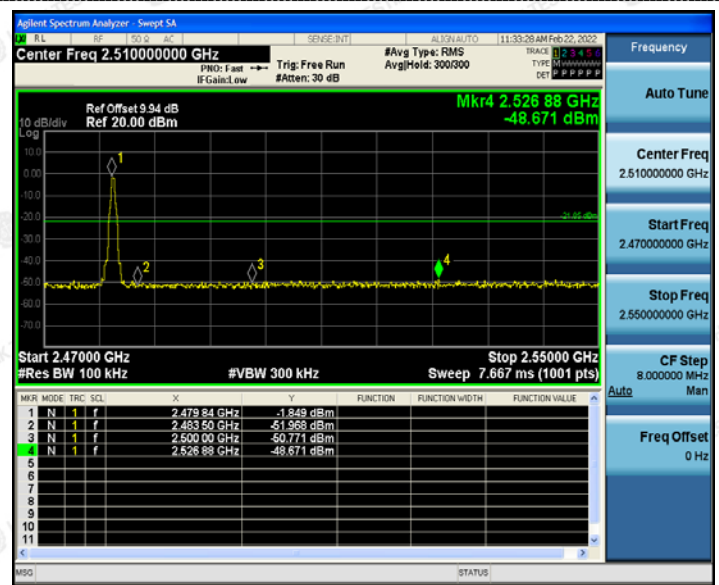 Agilent Spectrum Analyzer - Swept SA
RL RF 50 Ω AC SENSE:INT ALIGN AUTO 11:33:28 AM Feb 22, 2022
Center Freq 2.510000000 GHz
PNO: Fast
IFGain:Low
Trig: Free Run
#Atten: 30 dB
#Avg Type: RMS
Avg|Hold: 300/300
TRACE 1 2 3 4 5 6
TYPE M
DET P P P P P P
Frequency
Auto Tune
Center Freq
2.510000000 GHz
Start Freq
2.470000000 GHz
Stop Freq
2.550000000 GHz
CF Step
8.000000 MHz
Auto Man
Freq Offset
0 Hz
Mkr4 2.526 88 GHz
-48.671 dBm
Ref Offset 9.94 dB
10 dB/div Ref 20.00 dBm
Log
10.0
0.00
-10.0
-20.0
-30.0
-40.0
-50.0
-60.0
-70.0
1
2
3
4
-21.85 dBm
Start 2.47000 GHz Stop 2.55000 GHz
#Res BW 100 kHz #VBW 300 kHz Sweep 7.667 ms (1001 pts)
MKR MODE TRC SCL X Y FUNCTION FUNCTION WIDTH FUNCTION VALUE
1 N 1 f 2.479 84 GHz -1.849 dBm
2 N 1 f 2.483 50 GHz -51.968 dBm
3 N 1 f 2.500 00 GHz -50.771 dBm
4 N 1 f 2.526 88 GHz -48.671 dBm
5
6
7
8
9
10
11
MSG STATUS